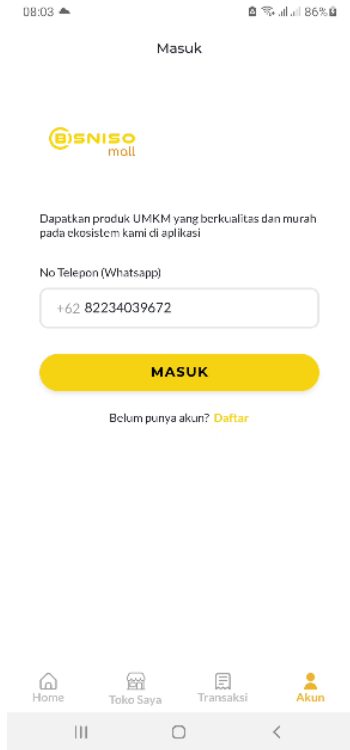 08:03 86%
Masuk
BISNISO
mall
Dapatkan produk UMKM yang berkualitas dan murah
pada ekosistem kami di aplikasi
No Telepon (Whatsapp)
+62 82234039672
MASUK
Belum punya akun? Daftar
Home Toko Saya Transaksi Akun